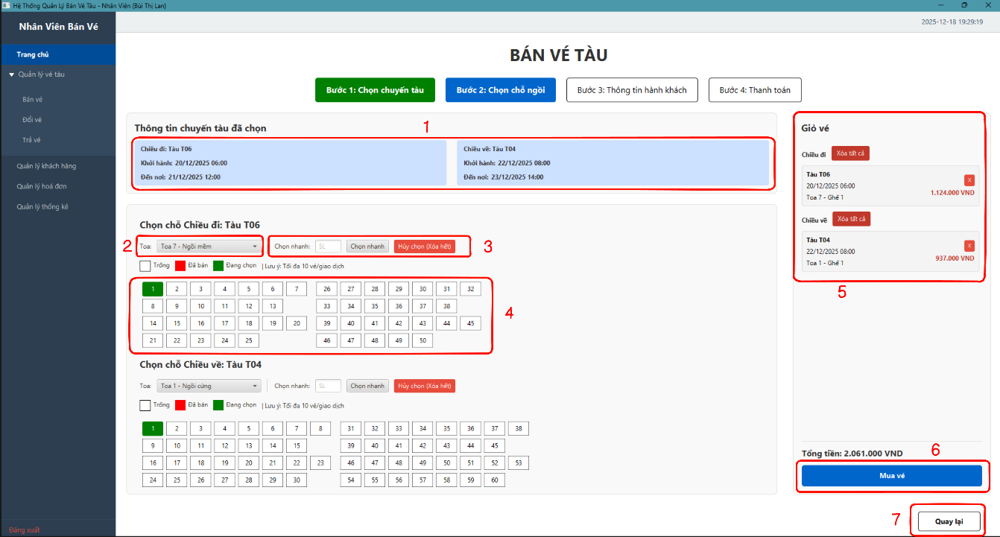 Hệ Thống Quản Lý Bán Vé Tàu - Nhân Viên (Bùi Thị Lan)
Nhân Viên Bán Vé
2025-12-18 19:29:19
Trang chủ
Quản lý vé tàu
Bán vé
Đổi vé
Trả vé
Quản lý khách hàng
Quản lý hoá đơn
Quản lý thống kê
Đăng xuất
BÁN VÉ TÀU
Bước 1: Chọn chuyến tàu Bước 2: Chọn chỗ ngồi Bước 3: Thông tin hành khách Bước 4: Thanh toán
Thông tin chuyến tàu đã chọn
1
Chiều đi: Tàu T06
Khởi hành: 20/12/2025 06:00
Đến nơi: 21/12/2025 12:00
Chiều về: Tàu T04
Khởi hành: 22/12/2025 08:00
Đến nơi: 23/12/2025 14:00
Chọn chỗ Chiều đi: Tàu T06
2 Toa: Toa 7 - Ngồi mềm Chọn nhanh: SL Chọn nhanh Hủy chọn (Xóa hết) 3
Trống Đã bán Đang chọn | Lưu ý: Tối đa 10 vé/giao dịch
1 2 3 4 5 6 7 26 27 28 29 30 31 32
8 9 10 11 12 13 33 34 35 36 37 38
14 15 16 17 18 19 20 39 40 41 42 43 44 45
21 22 23 24 25 46 47 48 49 50
4
Chọn chỗ Chiều về: Tàu T04
Toa: Toa 1 - Ngồi cứng Chọn nhanh: SL Chọn nhanh Hủy chọn (Xóa hết)
Trống Đã bán Đang chọn | Lưu ý: Tối đa 10 vé/giao dịch
1 2 3 4 5 6 7 8 31 32 33 34 35 36 37 38
9 10 11 12 13 14 15 39 40 41 42 43 44 45
16 17 18 19 20 21 22 23 46 47 48 49 50 51 52 53
24 25 26 27 28 29 30 54 55 56 57 58 59 60
Giỏ vé
Chiều đi Xóa tất cả
Tàu T06
20/12/2025 06:00 X
Toa 7 - Ghế 1 1.124.000 VND
Chiều về Xóa tất cả
Tàu T04
22/12/2025 08:00 X
Toa 1 - Ghế 1 937.000 VND
5
Tổng tiền: 2.061.000 VND
6
Mua vé
7
Quay lại